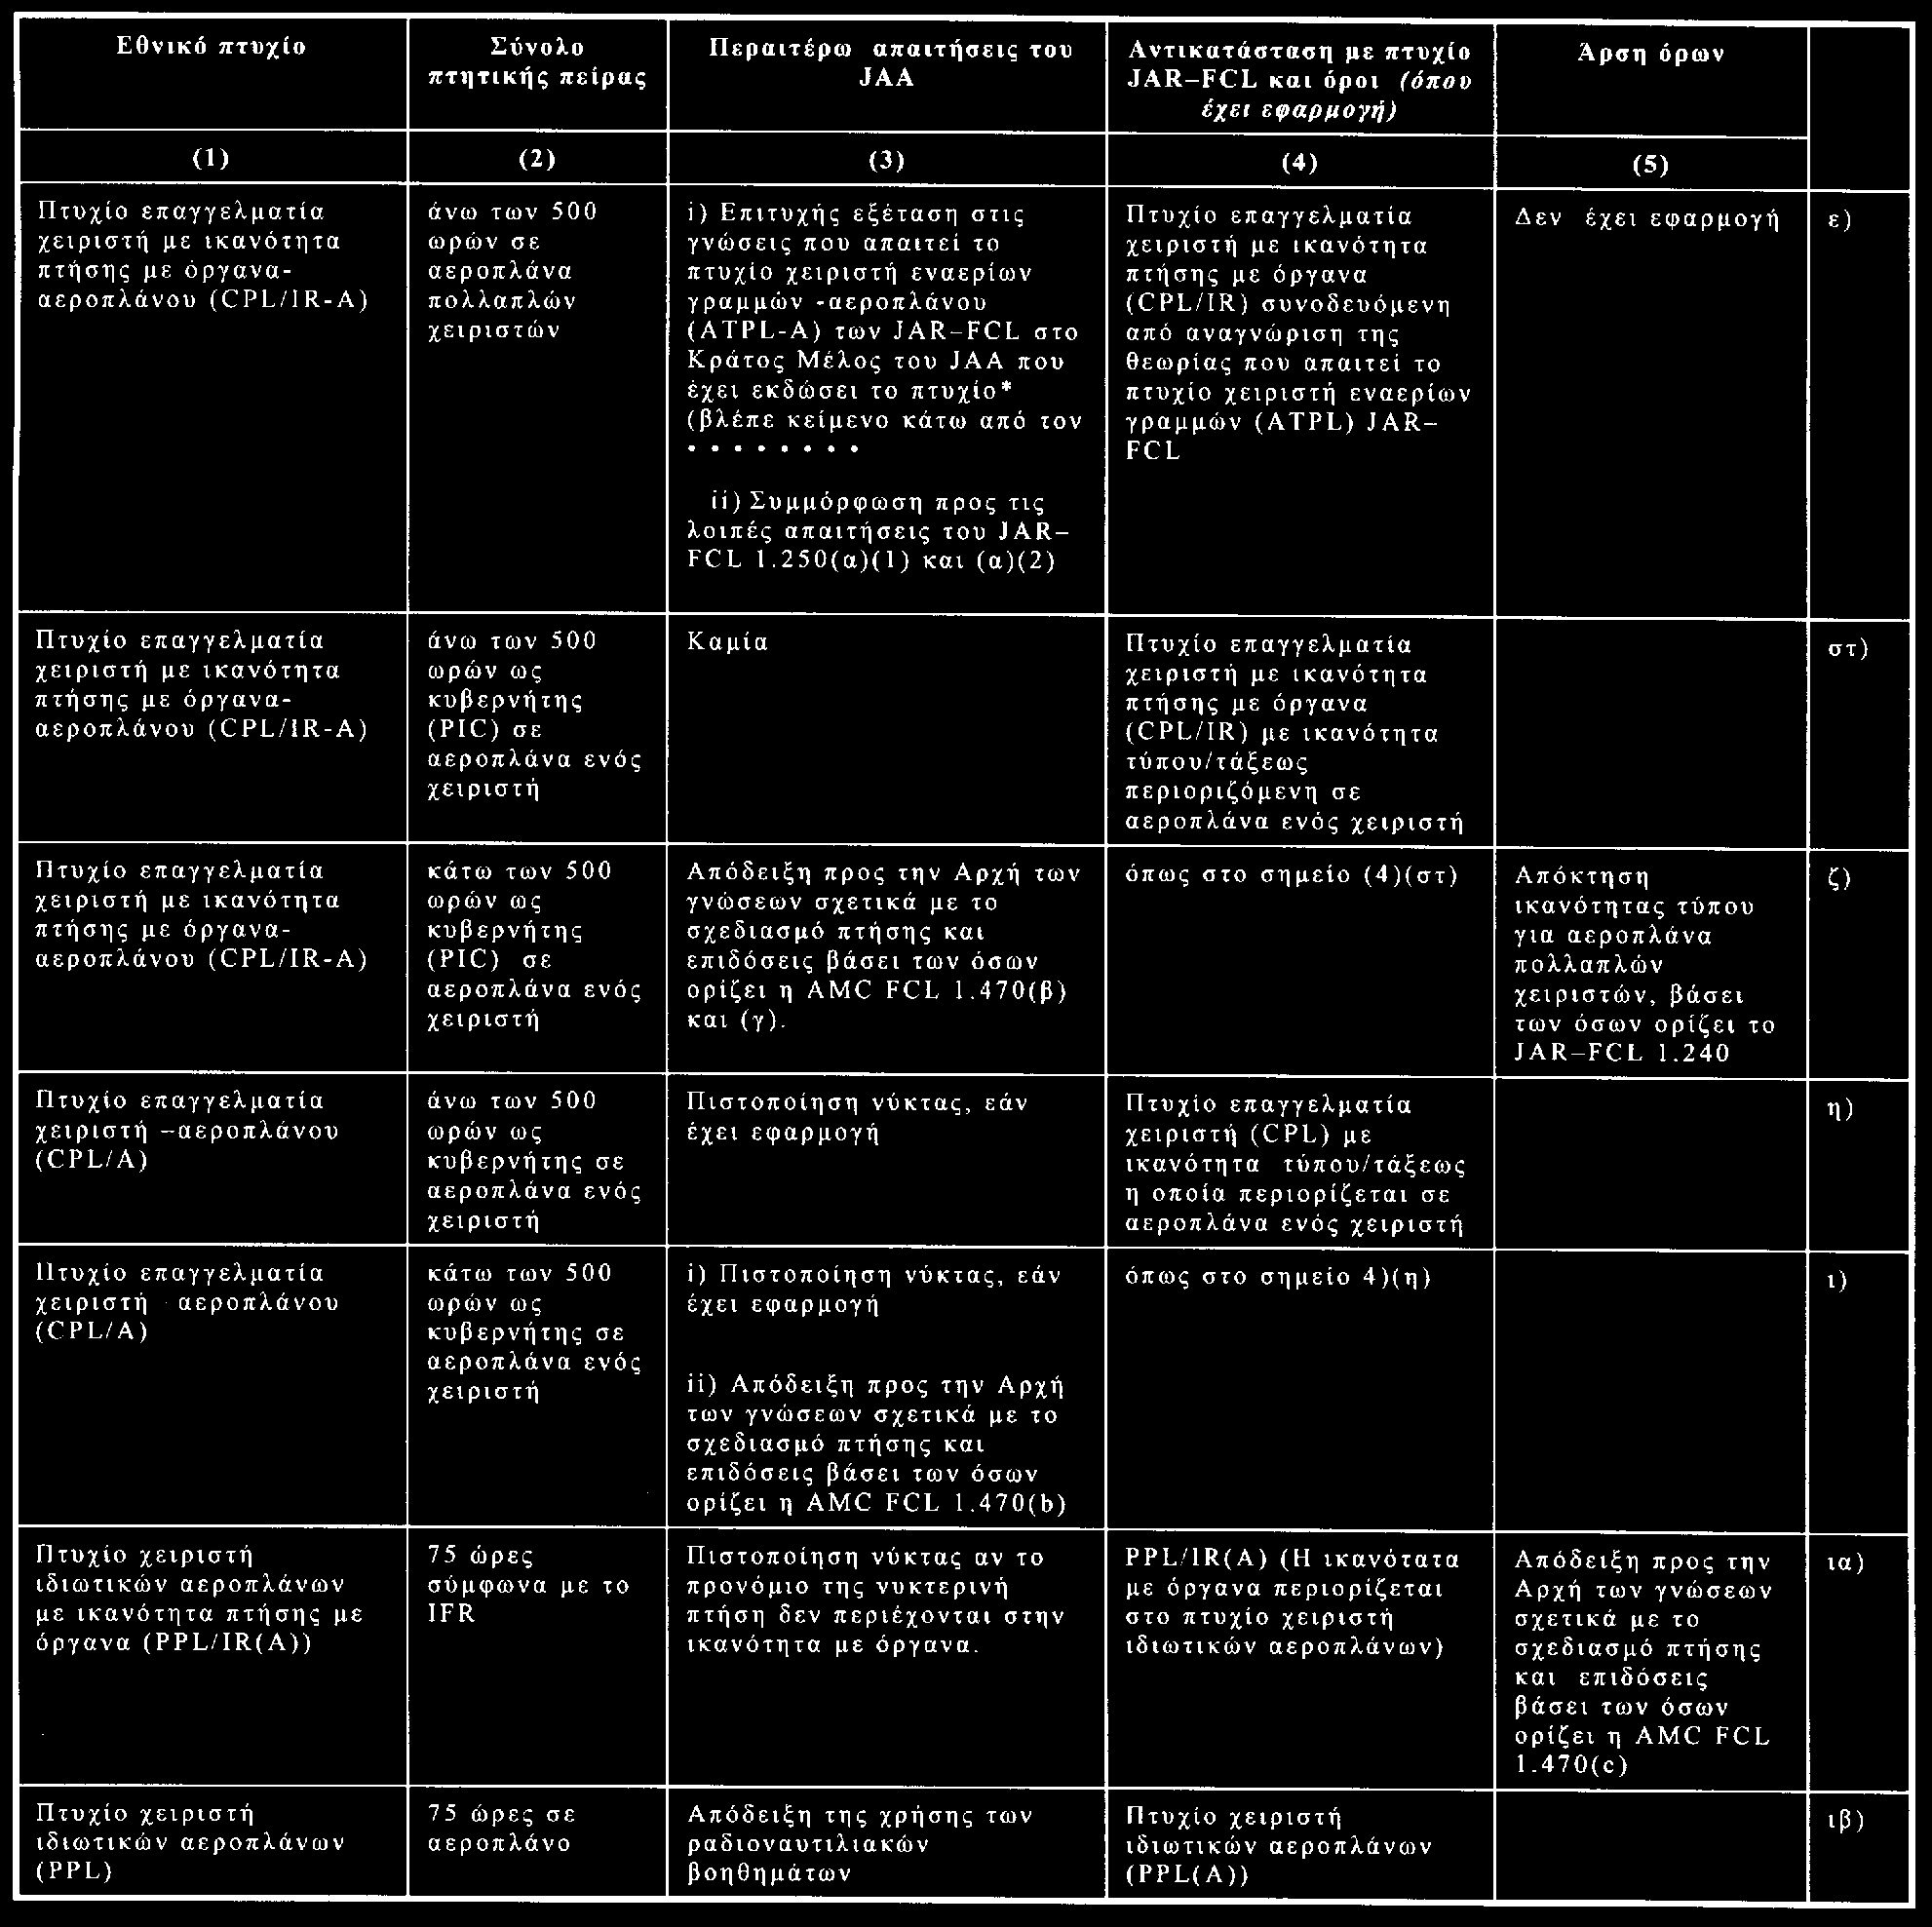 Εθνικό πτυχίο
Σύνολο
πτητικής πείρας
Περαιτέρω απαιτήσεις του
JAA
Αντικατάσταση με πτυχίο
JAR–FCL και όροι (όπου
έχει εφαρμογή)
Άρση όρων
(1)
(2)
(3)
(4)
(5)
Πτυχίο επαγγελματία
χειριστή με ικανότητα
πτήσης με όργανα-
αεροπλάνου (CPL/IR-A)
άνω των 500
ωρών σε
αεροπλάνα
πολλαπλών
χειριστών
i) Επιτυχής εξέταση στις
γνώσεις που απαιτεί το
πτυχίο χειριστή εναερίων
γραμμών -αεροπλάνου
(ATPL-A) των JAR–FCL στο
Κράτος Μέλος του JAA που
έχει εκδώσει το πτυχίο*
(βλέπε κείμενο κάτω από τον
• • • • • • • •
ii) Συμμόρφωση προς τις
λοιπές απαιτήσεις του JAR–
FCL 1.250(α)(1) και (α)(2)
Πτυχίο επαγγελματία
χειριστή με ικανότητα
πτήσης με όργανα
(CPL/IR) συνοδευόμενη
από αναγνώριση της
θεωρίας που απαιτεί το
πτυχίο χειριστή εναερίων
γραμμών (ATPL) JAR–
FCL
Δεν έχει εφαρμογή
ε)
Πτυχίο επαγγελματία
χειριστή με ικανότητα
πτήσης με όργανα-
αεροπλάνου (CPL/IR-A)
άνω των 500
ωρών ως
κυβερνήτης
(PIC) σε
αεροπλάνα ενός
χειριστή
Καμία
Πτυχίο επαγγελματία
χειριστή με ικανότητα
πτήσης με όργανα
(CPL/IR) με ικανότητα
τύπου/τάξεως
περιοριζόμενη σε
αεροπλάνα ενός χειριστή
στ)
Πτυχίο επαγγελματία
χειριστή με ικανότητα
πτήσης με όργανα-
αεροπλάνου (CPL/IR-A)
κάτω των 500
ωρών ως
κυβερνήτης
(PIC) σε
αεροπλάνα ενός
χειριστή
Απόδειξη προς την Αρχή των
γνώσεων σχετικά με το
σχεδιασμό πτήσης και
επιδόσεις βάσει των όσων
ορίζει η AMC FCL 1.470(β)
και (γ).
όπως στο σημείο (4)(στ)
Απόκτηση
ικανότητας τύπου
για αεροπλάνα
πολλαπλών
χειριστών, βάσει
των όσων ορίζει το
JAR–FCL 1.240
ζ)
Πτυχίο επαγγελματία
χειριστή –αεροπλάνου
(CPL/A)
άνω των 500
ωρών ως
κυβερνήτης σε
αεροπλάνα ενός
χειριστή
Πιστοποίηση νύκτας, εάν
έχει εφαρμογή
Πτυχίο επαγγελματία
χειριστή (CPL) με
ικανότητα τύπου/τάξεως
η οποία περιορίζεται σε
αεροπλάνα ενός χειριστή
η)
Πτυχίο επαγγελματία
χειριστή -αεροπλάνου
(CPL/A)
κάτω των 500
ωρών ως
κυβερνήτης σε
αεροπλάνα ενός
χειριστή
i) Πιστοποίηση νύκτας, εάν
έχει εφαρμογή
ii) Απόδειξη προς την Αρχή
των γνώσεων σχετικά με το
σχεδιασμό πτήσης και
επιδόσεις βάσει των όσων
ορίζει η AMC FCL 1.470(b)
όπως στο σημείο 4)(η)
ι)
Πτυχίο χειριστή
ιδιωτικών αεροπλάνων
με ικανότητα πτήσης με
όργανα (PPL/IR(A))
75 ώρες
σύμφωνα με το
IFR
Πιστοποίηση νύκτας αν το
προνόμιο της νυκτερινή
πτήση δεν περιέχονται στην
ικανότητα με όργανα.
PPL/IR(A) (Η ικανότατα
με όργανα περιορίζεται
στο πτυχίο χειριστή
ιδιωτικών αεροπλάνων)
Απόδειξη προς την
Αρχή των γνώσεων
σχετικά με το
σχεδιασμό πτήσης
και επιδόσεις
βάσει των όσων
ορίζει η AMC FCL
1.470(c)
ια)
Πτυχίο χειριστή
ιδιωτικών αεροπλάνων
(PPL)
75 ώρες σε
αεροπλάνο
Απόδειξη της χρήσης των
ραδιοναυτιλιακών
βοηθημάτων
Πτυχίο χειριστή
ιδιωτικών αεροπλάνων
(PPL(A))
ιβ)